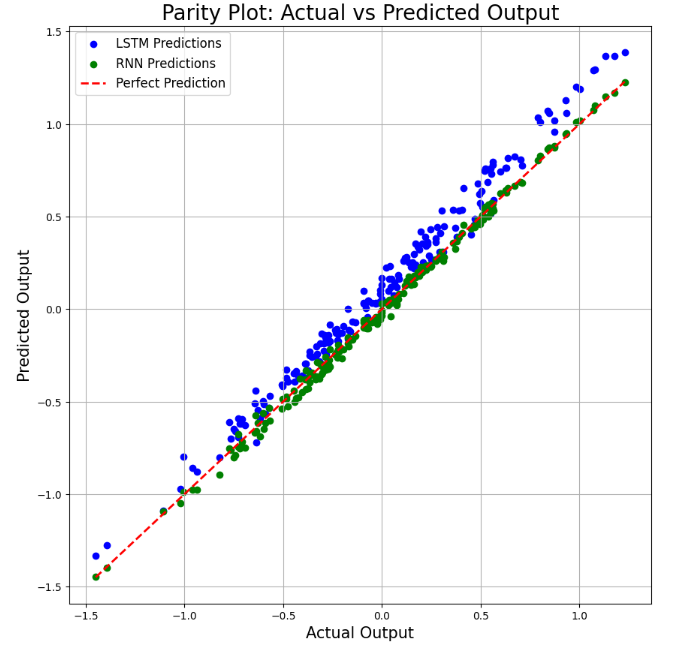 Parity Plot: Actual vs Predicted Output
LSTM Predictions
RNN Predictions
Perfect Prediction
1.5
1.0
0.5
0.0
−0.5
−1.0
−1.5
Predicted Output
−1.5 −1.0 −0.5 0.0 0.5 1.0
Actual Output